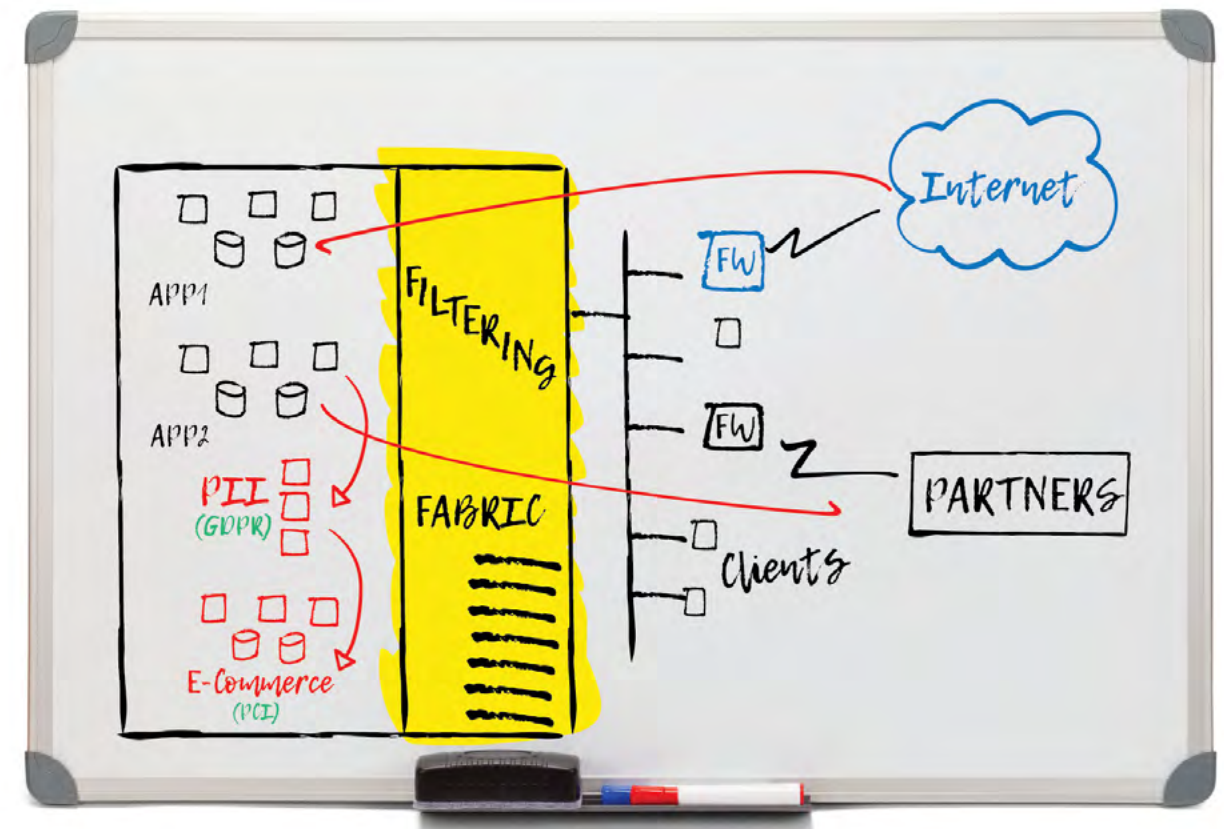 Internet
FW
FILTERING
APP1
FW
APP2
PARTNERS
PII
(GDPR)
FABRIC
Clients
E-Commerce
(PCI)